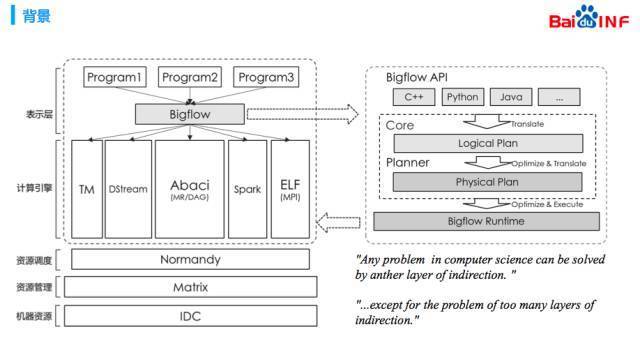 背景
Bai du INF
表示层
计算引擎
资源调度
资源管理
机器资源
Program1
Program2
Program3
Bigflow
TM
DStream
Abaci
(MR/DAG)
Spark
ELF
(MPI)
Normandy
Matrix
IDC
Bigflow API
C++
Python
Java
...
Translate
Core
Logical Plan
Planner
Optimize & Translate
Physical Plan
Optimize & Execute
Bigflow Runtime
"Any problem in computer science can be solved
by anther layer of indirection. "
"...except for the problem of too many layers of
indirection."